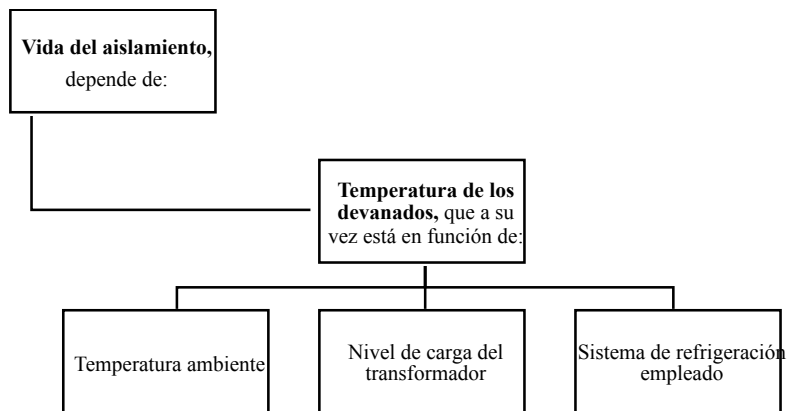 Vida del aislamiento,
depende de:
Temperatura de los
devanados, que a su
vez está en función de:
Temperatura ambiente
Nivel de carga del
transformador
Sistema de refrigeración
empleado